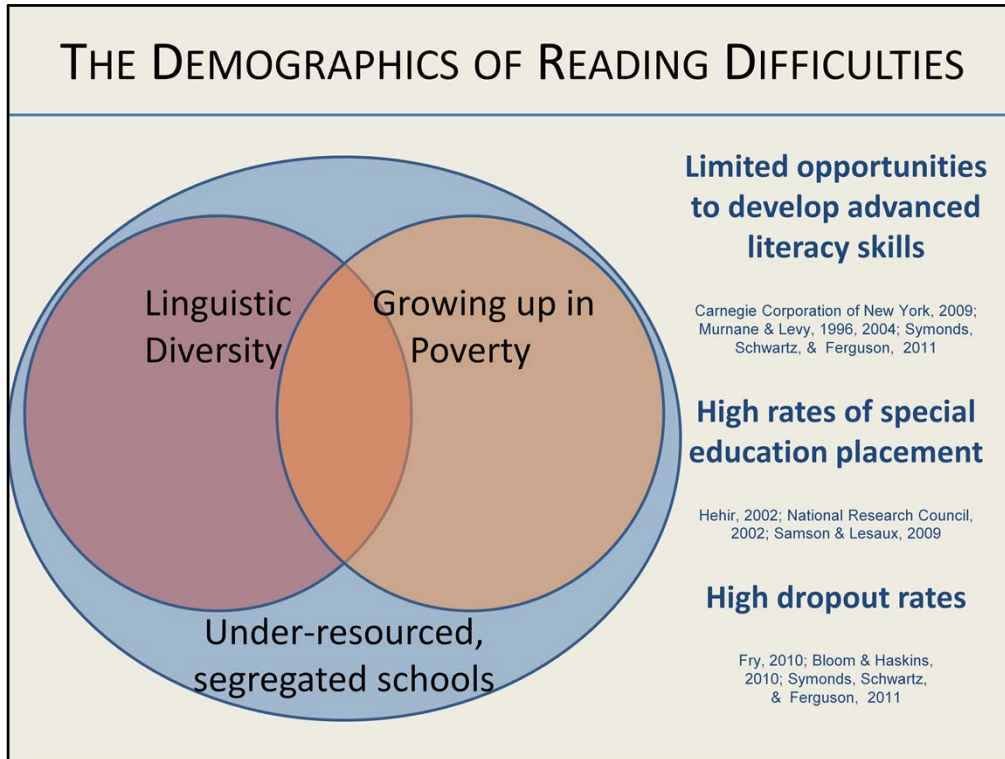 THE DEMOGRAPHICS OF READING DIFFICULTIES
Linguistic
Diversity
Growing up in
Poverty
Under-resourced,
segregated schools
Limited opportunities
to develop advanced
literacy skills
Carnegie Corporation of New York, 2009;
Murnane & Levy, 1996, 2004; Symonds,
Schwartz, & Ferguson, 2011
High rates of special
education placement
Hehir, 2002; National Research Council,
2002; Samson & Lesaux, 2009
High dropout rates
Fry, 2010; Bloom & Haskins,
2010; Symonds, Schwartz,
& Ferguson, 2011